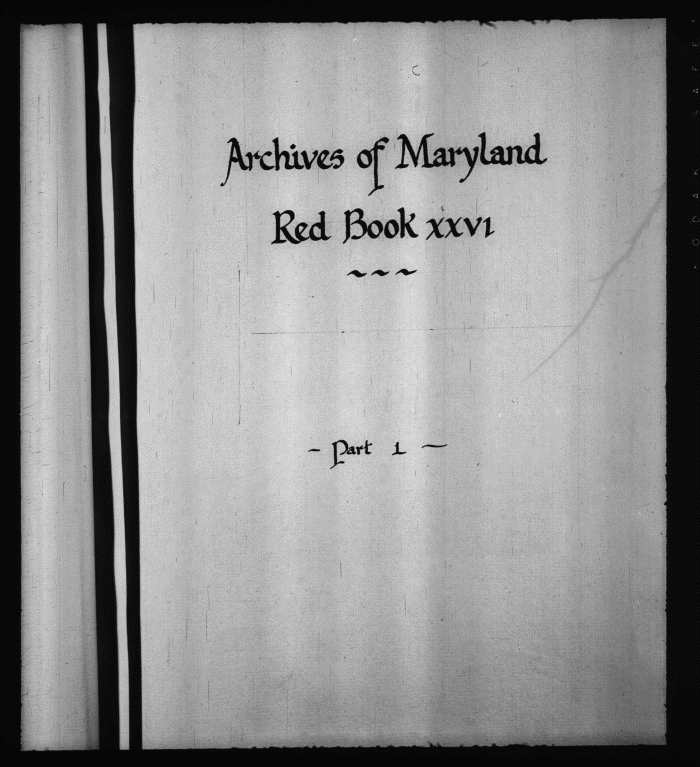 Archives of Maryland
Red Book XXVI
~ ~ ~
- Part 1 -